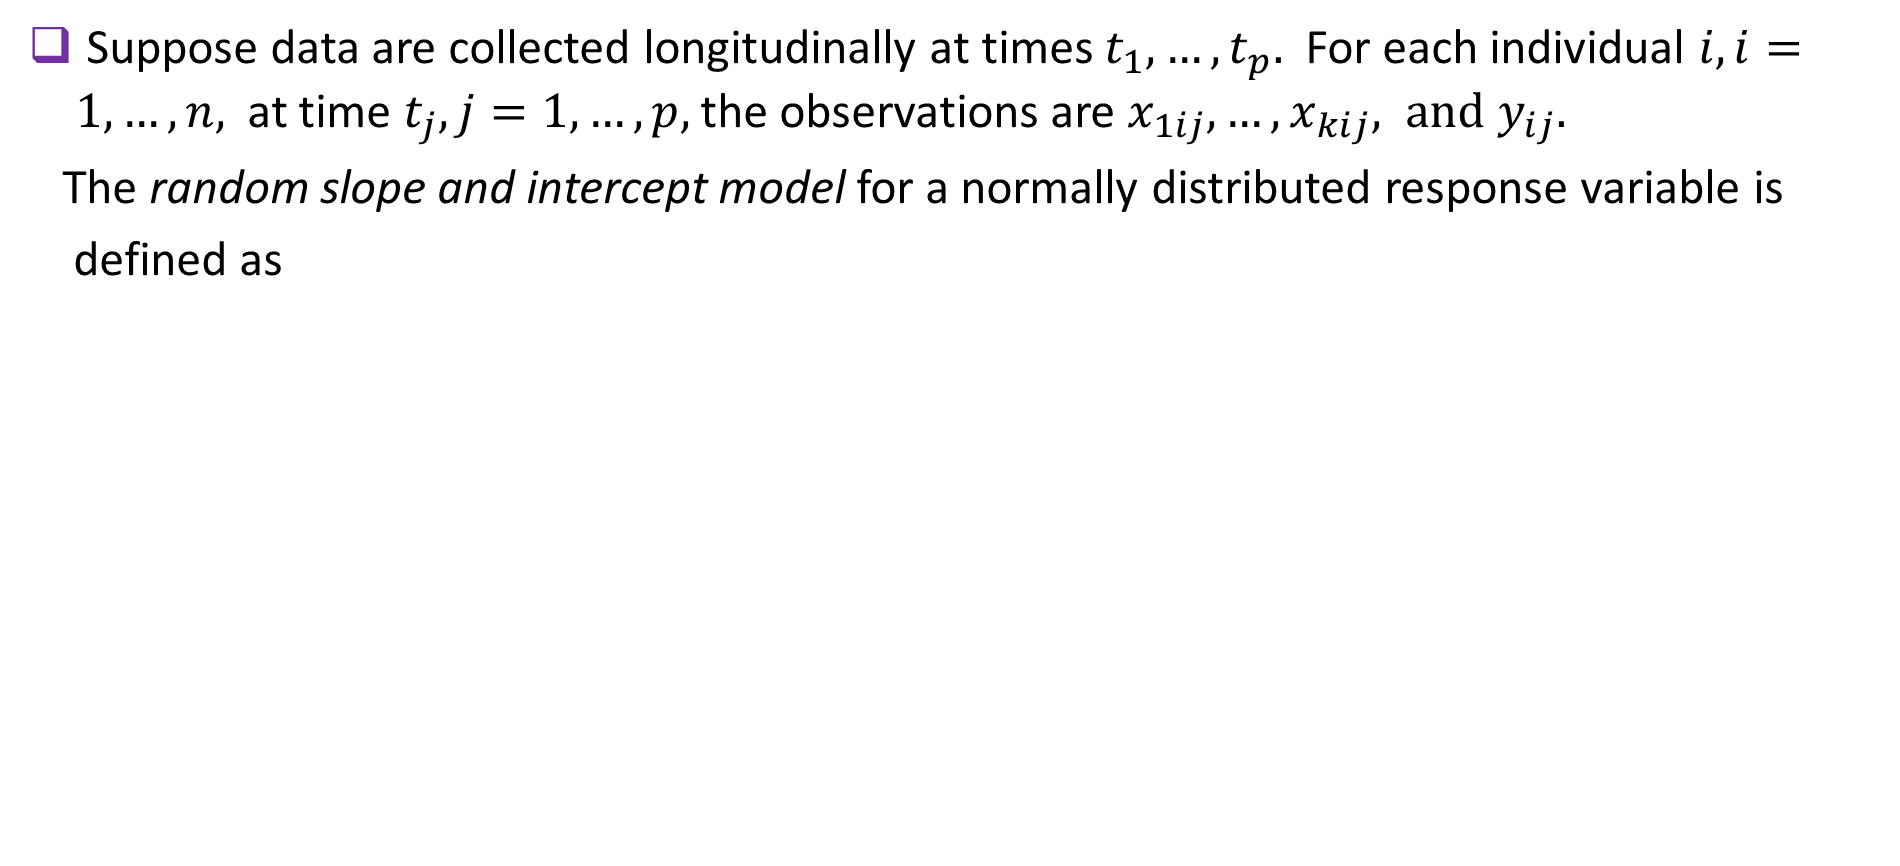 ❑ Suppose data are collected longitudinally at times t₁, … , tₚ. For each individual i, i =
1, … , n, at time tⱼ, j = 1, … , p, the observations are x₁ᵢⱼ, … , xₖᵢⱼ, and yᵢⱼ.
The random slope and intercept model for a normally distributed response variable is
defined as